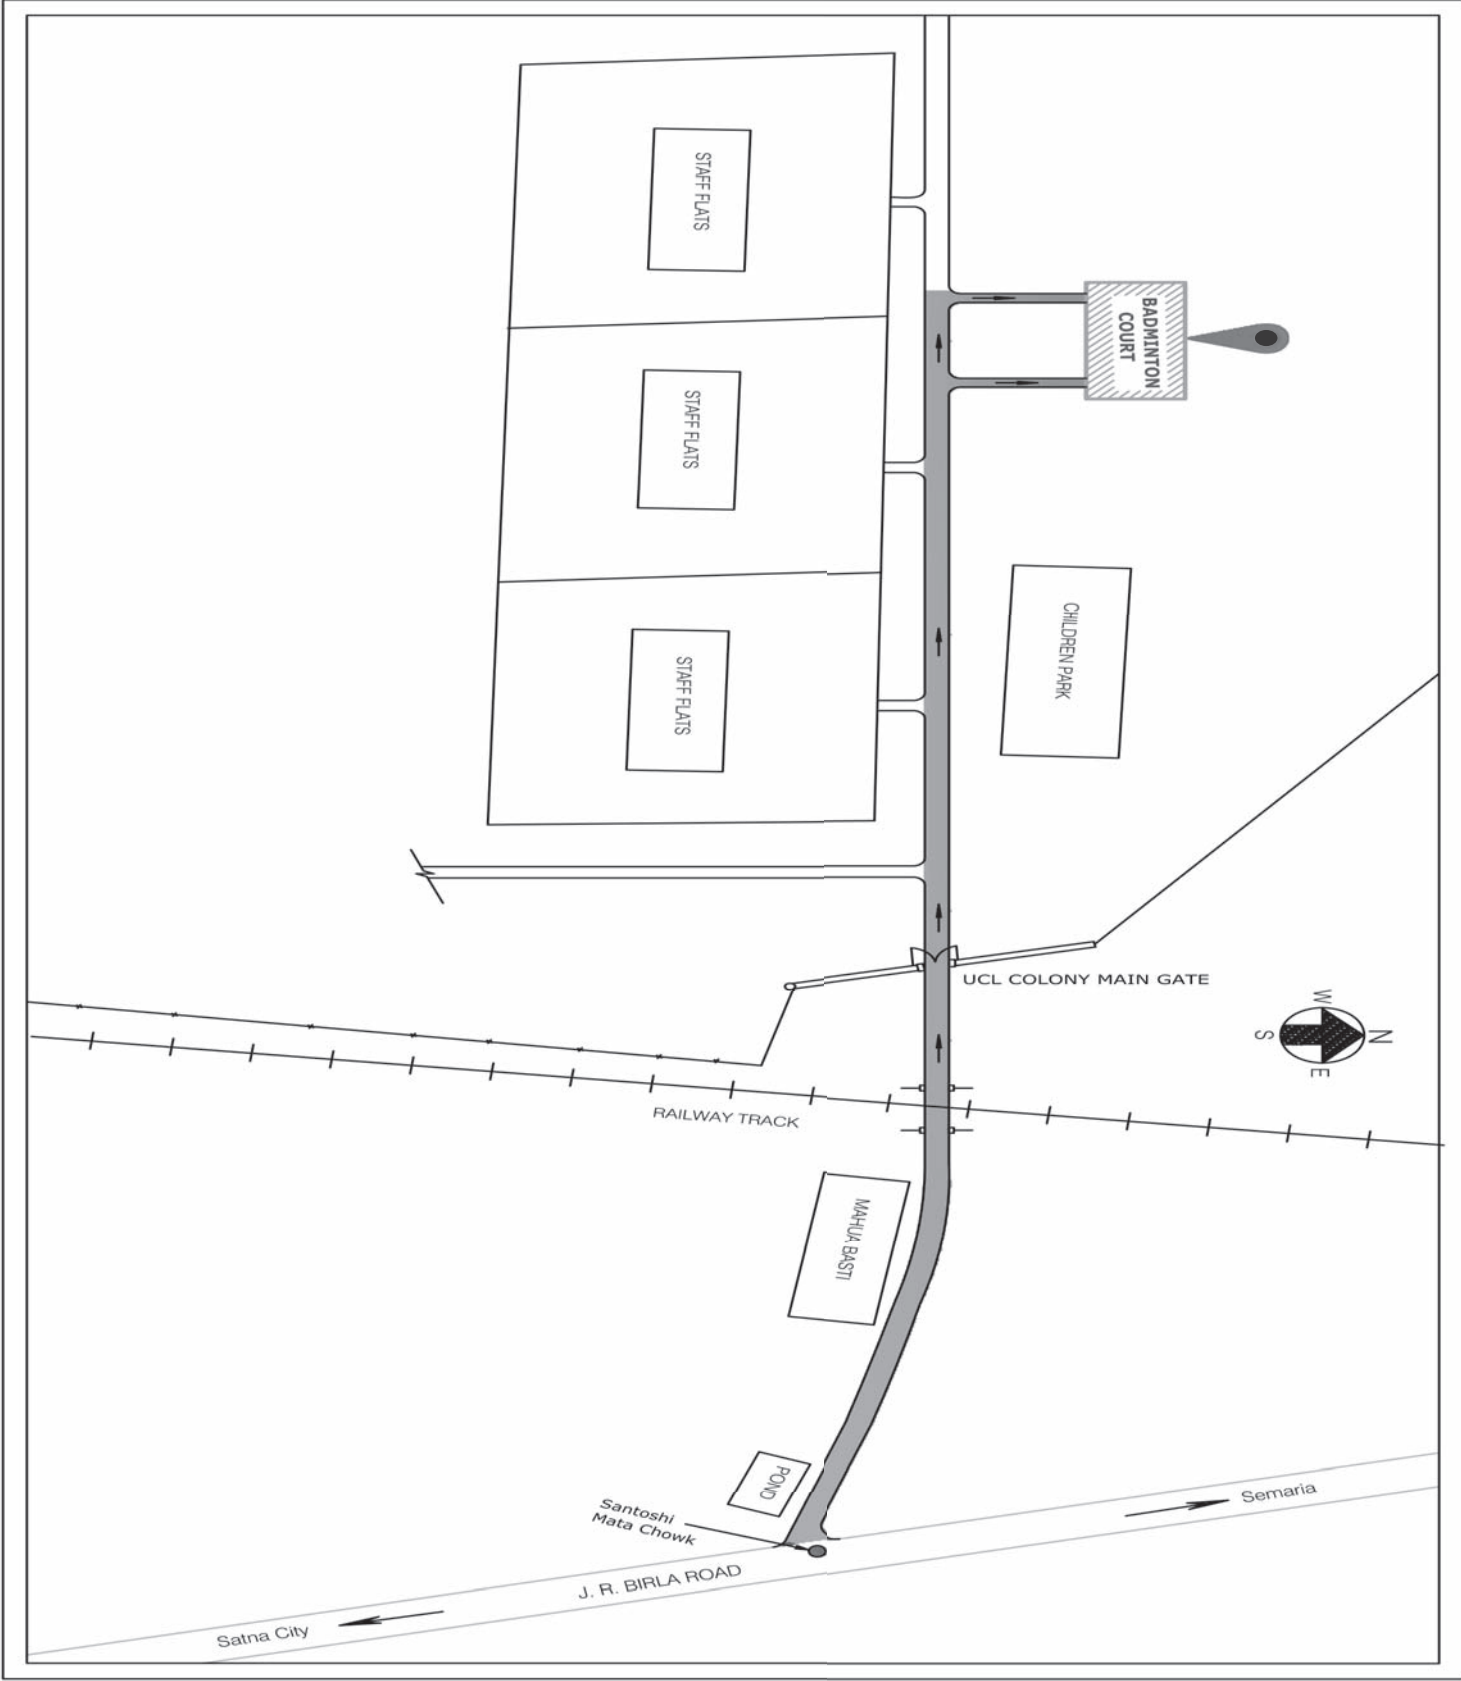 STAFF FLATS
BADMINTON
COURT
STAFF FLATS
CHILDREN PARK
STAFF FLATS
UCL COLONY MAIN GATE
W
N
S
E
RAILWAY TRACK
MAHUA BASTI
POND
Semaria
Santoshi
Mata Chowk
J. R. BIRLA ROAD
Satna City